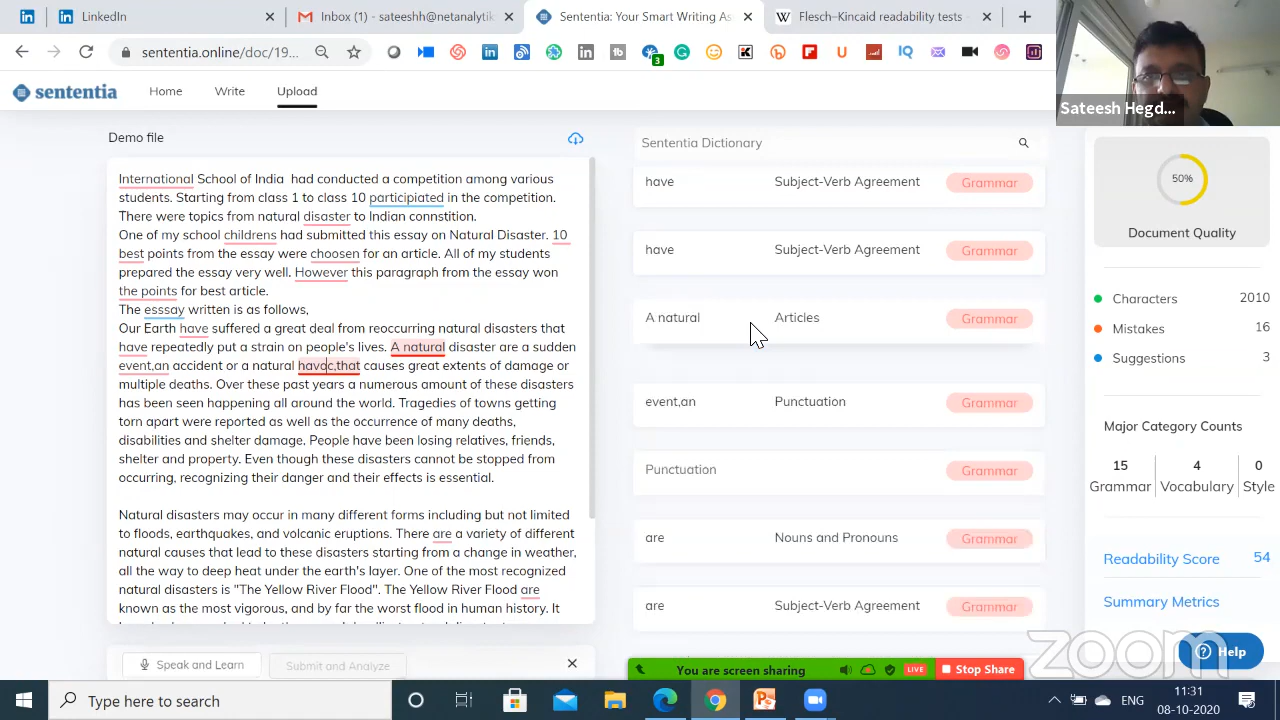 LinkedIn
Inbox (1) - sateeshh@netanalytik
Sententia: Your Smart Writing As
Flesch–Kincaid readability tests -
sententia.online/doc/19...
3
Sateesh Hegd...
sententia
Home
Write
Upload
Demo file
International School of India had conducted a competition among various
students. Starting from class 1 to class 10 participiated in the competition.
There were topics from natural disaster to Indian connstition.
One of my school childrens had submitted this essay on Natural Disaster. 10
best points from the essay were choosen for an article. All of my students
prepared the essay very well. However this paragraph from the essay won
the points for best article.
The esssay written is as follows,
Our Earth have suffered a great deal from reoccurring natural disasters that
have repeatedly put a strain on people's lives. A natural disaster are a sudden
event,an accident or a natural havoc,that causes great extents of damage or
multiple deaths. Over these past years a numerous amount of these disasters
has been seen happening all around the world. Tragedies of towns getting
torn apart were reported as well as the occurrence of many deaths,
disabilities and shelter damage. People have been losing relatives, friends,
shelter and property. Even though these disasters cannot be stopped from
occurring, recognizing their danger and their effects is essential.
Natural disasters may occur in many different forms including but not limited
to floods, earthquakes, and volcanic eruptions. There are a variety of different
natural causes that lead to these disasters starting from a change in weather,
all the way to deep heat under the earth's layer. One of the most recognized
natural disasters is "The Yellow River Flood". The Yellow River Flood are
known as the most vigorous, and by far the worst flood in human history. It
Speak and Learn
Submit and Analyze
Sententia Dictionary
have Subject-Verb Agreement Grammar
have Subject-Verb Agreement Grammar
A natural Articles Grammar
event,an Punctuation Grammar
Punctuation Grammar
are Nouns and Pronouns Grammar
are Subject-Verb Agreement Grammar
50%
Document Quality
Characters 2010
Mistakes 16
Suggestions 3
Major Category Counts
15 4 0
Grammar Vocabulary Style
Readability Score 54
Summary Metrics
zoom
Help
You are screen sharing
LIVE
Stop Share
Type here to search
ENG
11:31
08-10-2020